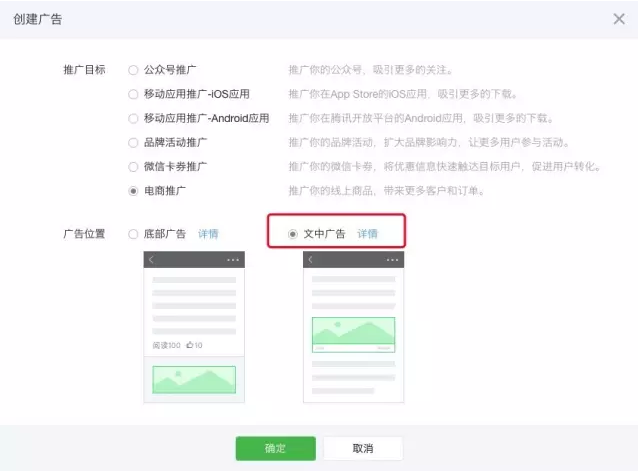 创建广告
推广目标
公众号推广 推广你的公众号，吸引更多的关注。
移动应用推广-iOS应用 推广你在App Store的iOS应用，吸引更多的下载。
移动应用推广-Android应用 推广你在腾讯开放平台的Android应用，吸引更多的下载。
品牌活动推广 推广你的品牌活动，扩大品牌影响力，让更多用户参与活动。
微信卡券推广 推广你的微信卡券，将优惠信息快速触达目标用户，促进用户转化。
电商推广 推广你的线上商品，带来更多客户和订单。
广告位置 底部广告 详情 文中广告 详情
阅读100 10
确定 取消